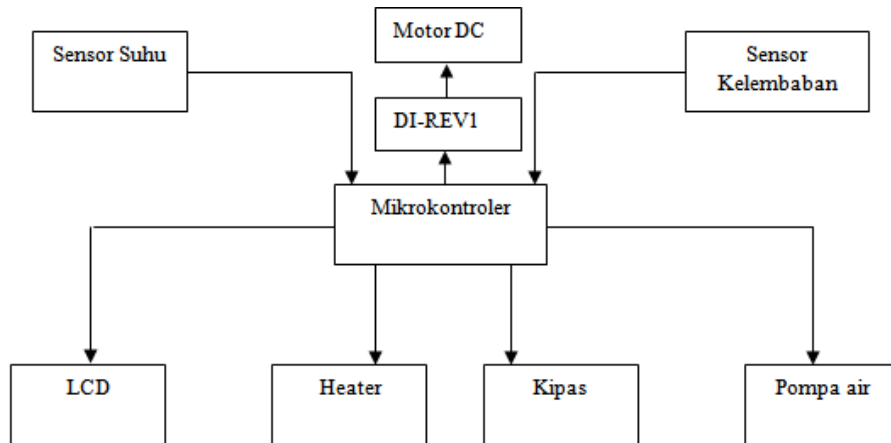 Motor DC
Sensor Suhu
Sensor
Kelembaban
DI-REV1
Mikrokontroler
LCD
Heater
Kipas
Pompa air